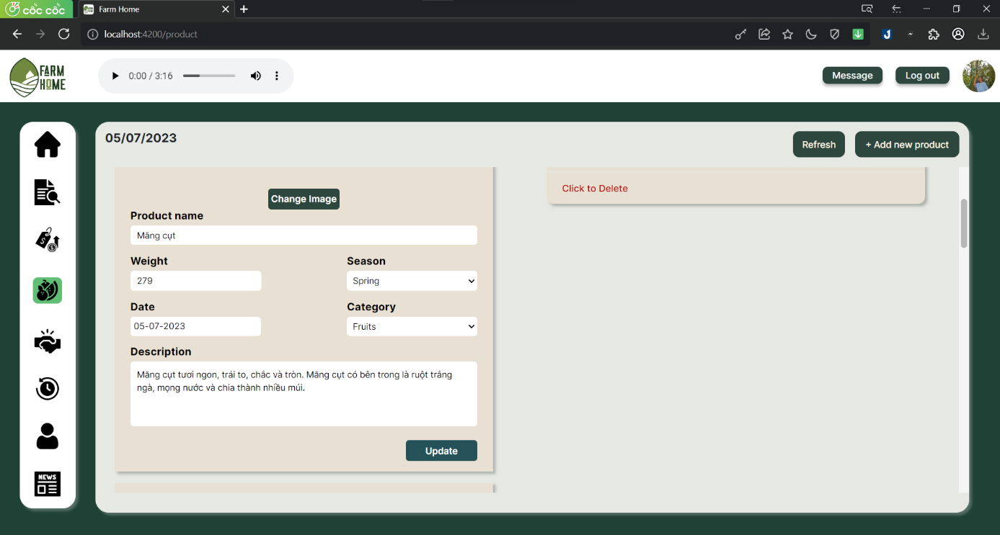 cốc cốc
Farm Home
localhost:4200/product
FARM
HOME
0:00 / 3:16
Message
Log out
05/07/2023
Refresh
+ Add new product
Change Image
Click to Delete
Product name
Măng cụt
Weight
Season
279
Spring
Date
Category
05-07-2023
Fruits
Description
Măng cụt tươi ngon, trái to, chắc và tròn. Măng cụt có bên trong là ruột trắng
ngà, mọng nước và chia thành nhiều múi.
Update
NEWS